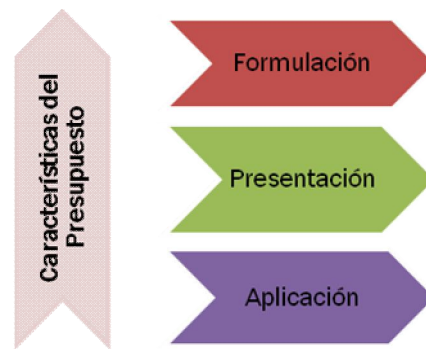 Características del
Presupuesto
Formulación
Presentación
Aplicación